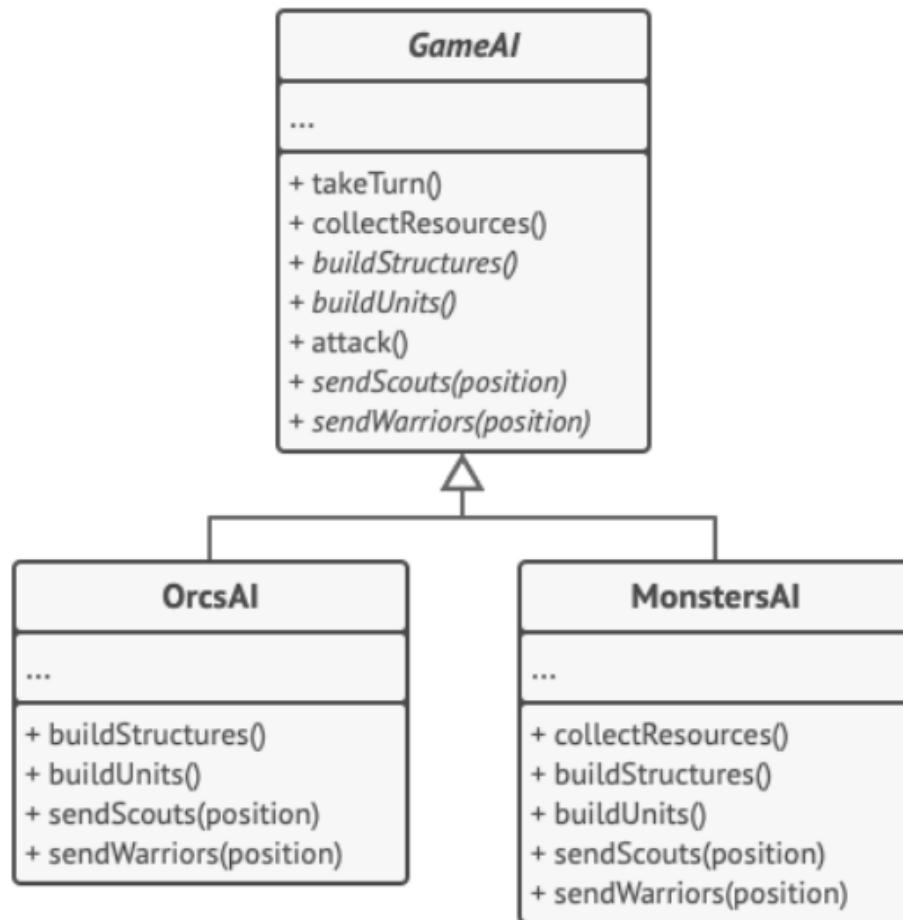 GameAI
...
+ takeTurn()
+ collectResources()
+ buildStructures()
+ buildUnits()
+ attack()
+ sendScouts(position)
+ sendWarriors(position)
OrcsAI
...
+ buildStructures()
+ buildUnits()
+ sendScouts(position)
+ sendWarriors(position)
MonstersAI
...
+ collectResources()
+ buildStructures()
+ buildUnits()
+ sendScouts(position)
+ sendWarriors(position)